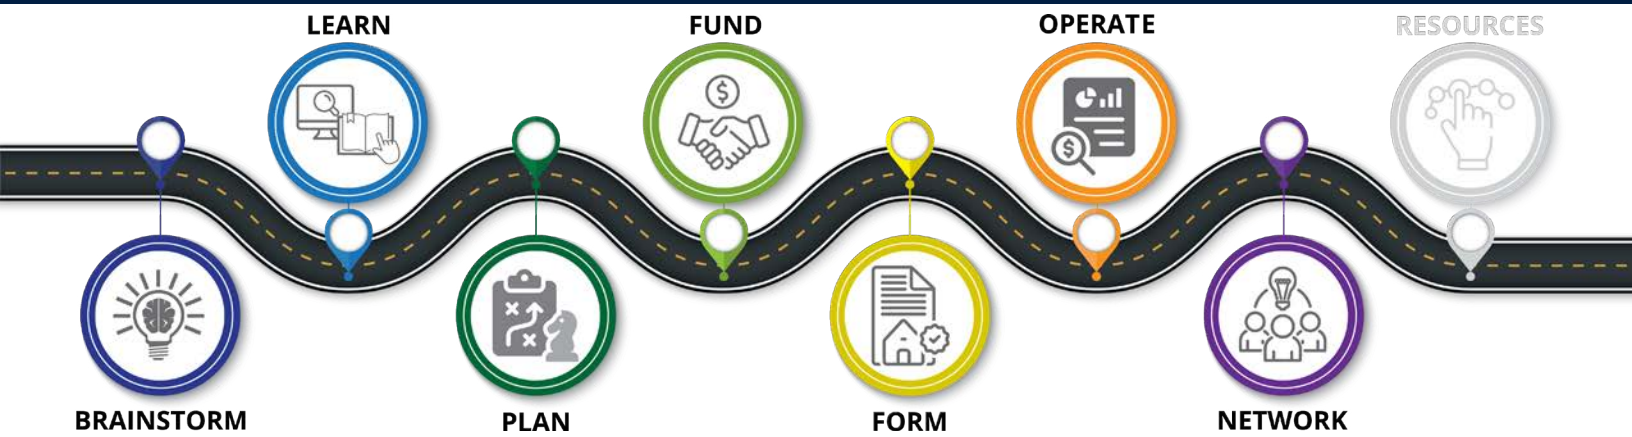 LEARN
FUND
OPERATE
RESOURCES
BRAINSTORM
PLAN
FORM
NETWORK